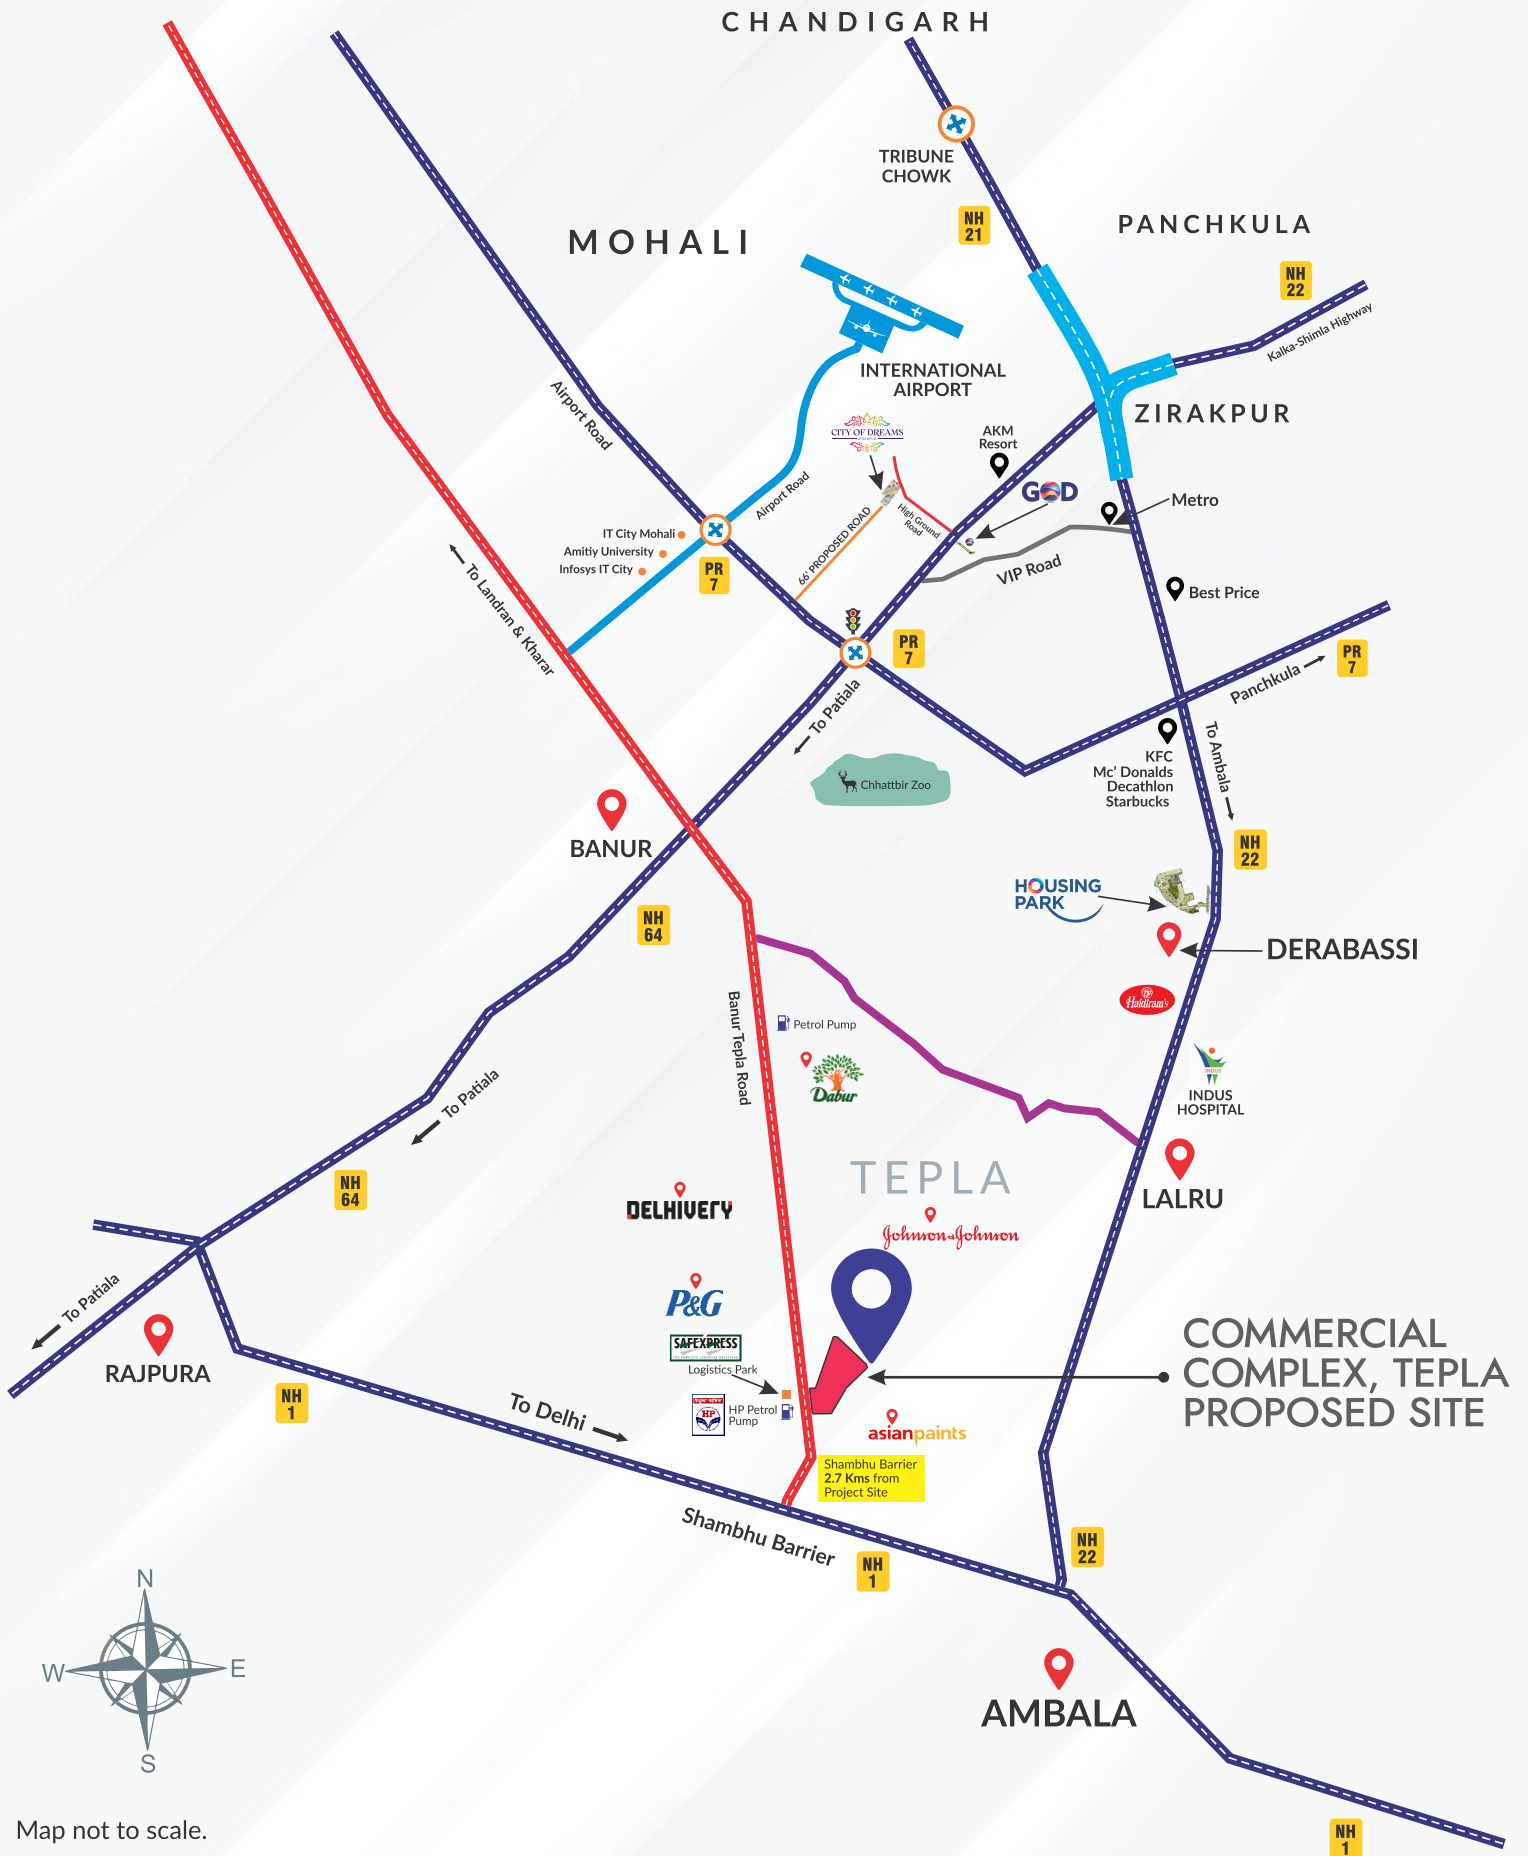 CHANDIGARH
TRIBUNE
CHOWK
NH
21
MOHALI
PANCHKULA
NH
22
Kalka-Shimla Highway
INTERNATIONAL
AIRPORT
ZIRAKPUR
Airport Road
CITY OF DREAMS
AKM
Resort
GOD
Metro
Airport Road
High Ground
Road
66' PROPOSED ROAD
IT City Mohali
Amitiy University
Infosys IT City
PR
7
VIP Road
Best Price
To Landran & Kharar
PR
7
PR
7
Panchkula
To Patiala
To Ambala
KFC
Mc' Donalds
Decathlon
Starbucks
Chhattbir Zoo
BANUR
NH
22
HOUSING
PARK
NH
64
DERABASSI
Haldiram's
Banur Tepla Road
Petrol Pump
Dabur
INDUS
INDUS
HOSPITAL
To Patiala
TEPLA
NH
64
LALRU
DELHIVERY
Johnson & Johnson
To Patiala
P&G
SAFEXPRESS
Logistics Park
RAJPURA
COMMERCIAL
COMPLEX, TEPLA
PROPOSED SITE
NH
1
To Delhi
HP
HP Petrol
Pump
asianpaints
Shambhu Barrier
2.7 Kms from
Project Site
Shambhu Barrier
NH
22
NH
1
N
W
E
S
AMBALA
Map not to scale.
NH
1